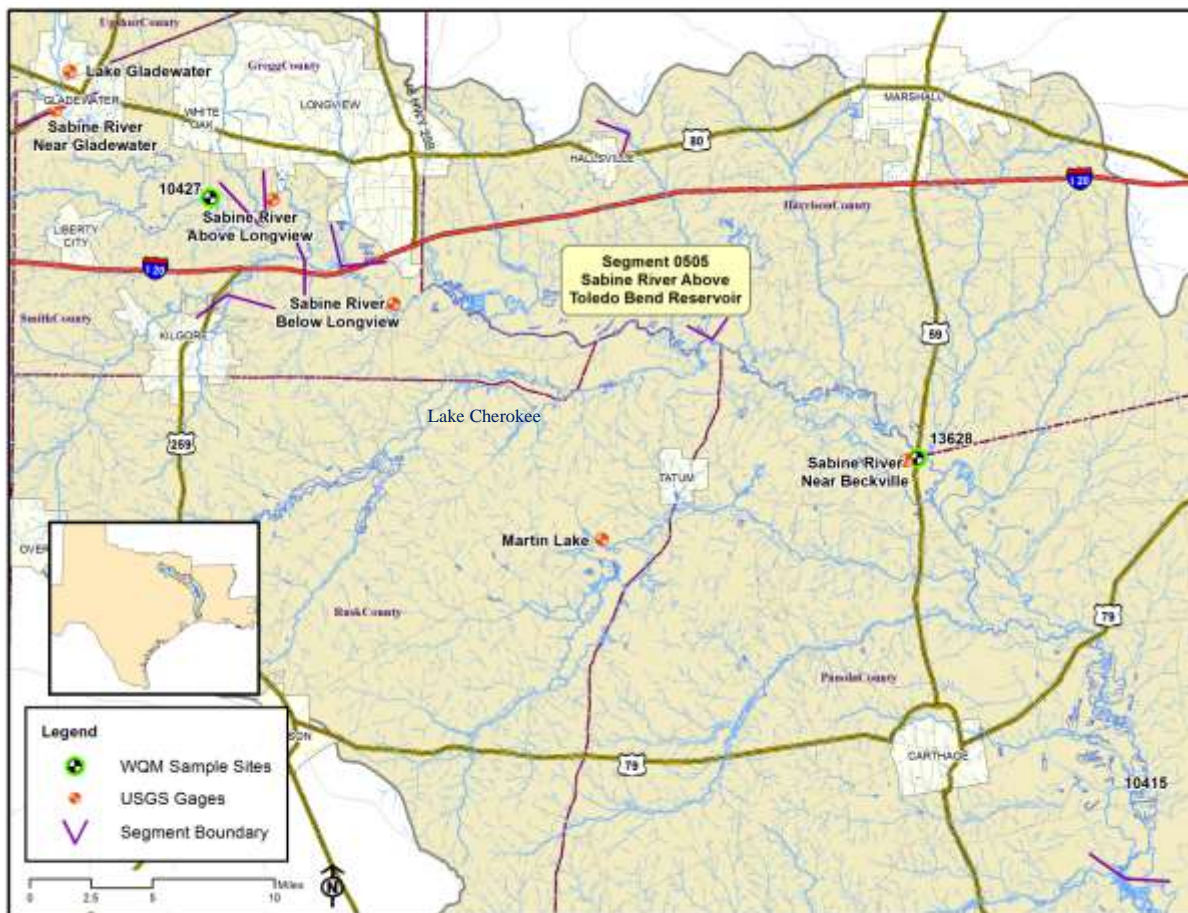 UpshurCounty
Lake Gladewater
GreggCounty
GLADEWATER
WHITE
OAK
LONGVIEW
MARSHALL
Sabine River
Near Gladewater
80
HALLSVILLE
10427
I 20
HarrisonCounty
Sabine River
Above Longview
LIBERTY
CITY
Segment 0505
Sabine River Above
Toledo Bend Reservoir
I 20
Sabine River
Below Longview
SmithCounty
KILGORE
59
Lake Cherokee
259
13628
Sabine River
Near Beckville
TATUM
Martin Lake
OVER
RuskCounty
79
PanolaCounty
SON
79
CARTHAGE
10415
Legend
WQM Sample Sites
USGS Gages
Segment Boundary
0 2.5 5 10
Miles
N